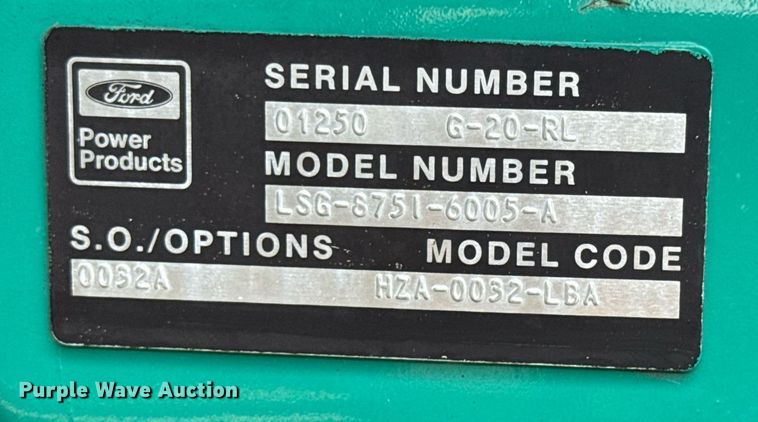 Ford
Power
Products
SERIAL NUMBER
01250 G-20-RL
MODEL NUMBER
LSG-8751-6005-A
S.O./OPTIONS MODEL CODE
0032A HZA-0032-LBA
Purple Wave Auction